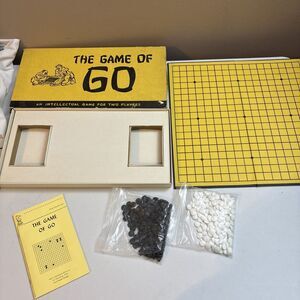 THE GAME OF
GO
AN INTELLECTUAL GAME FOR TWO PLAYERS
THE GAME
OF GO